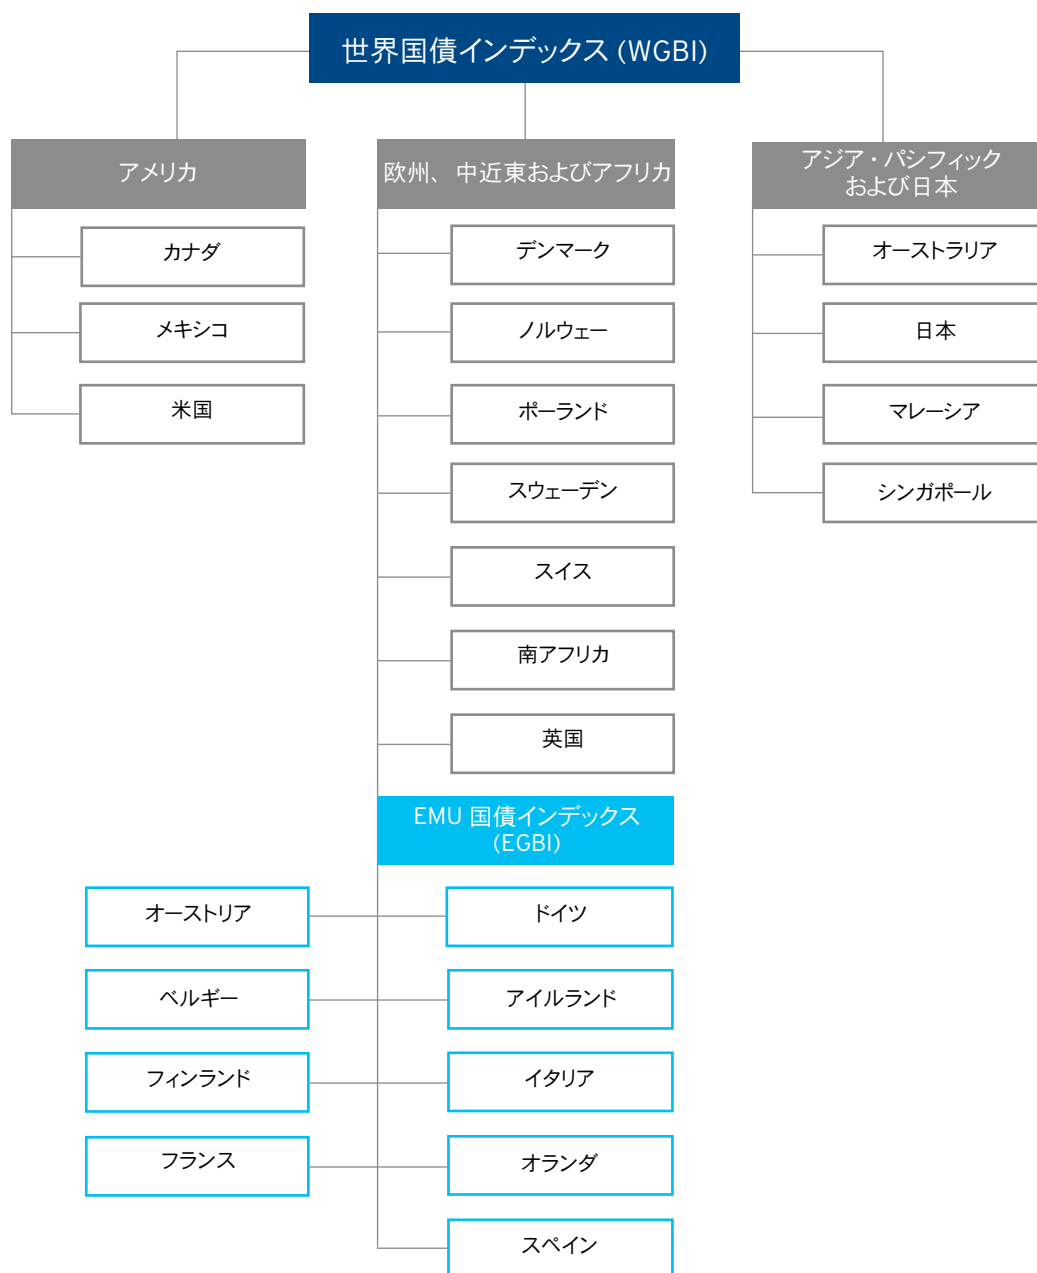 世界国債インデックス (WGBI)
アメリカ
カナダ
メキシコ
米国
欧州、中近東およびアフリカ
デンマーク
ノルウェー
ポーランド
スウェーデン
スイス
南アフリカ
英国
EMU 国債インデックス
(EGBI)
オーストリア
ドイツ
ベルギー
アイルランド
フィンランド
イタリア
フランス
オランダ
スペイン
アジア・パシフィック
および日本
オーストラリア
日本
マレーシア
シンガポール